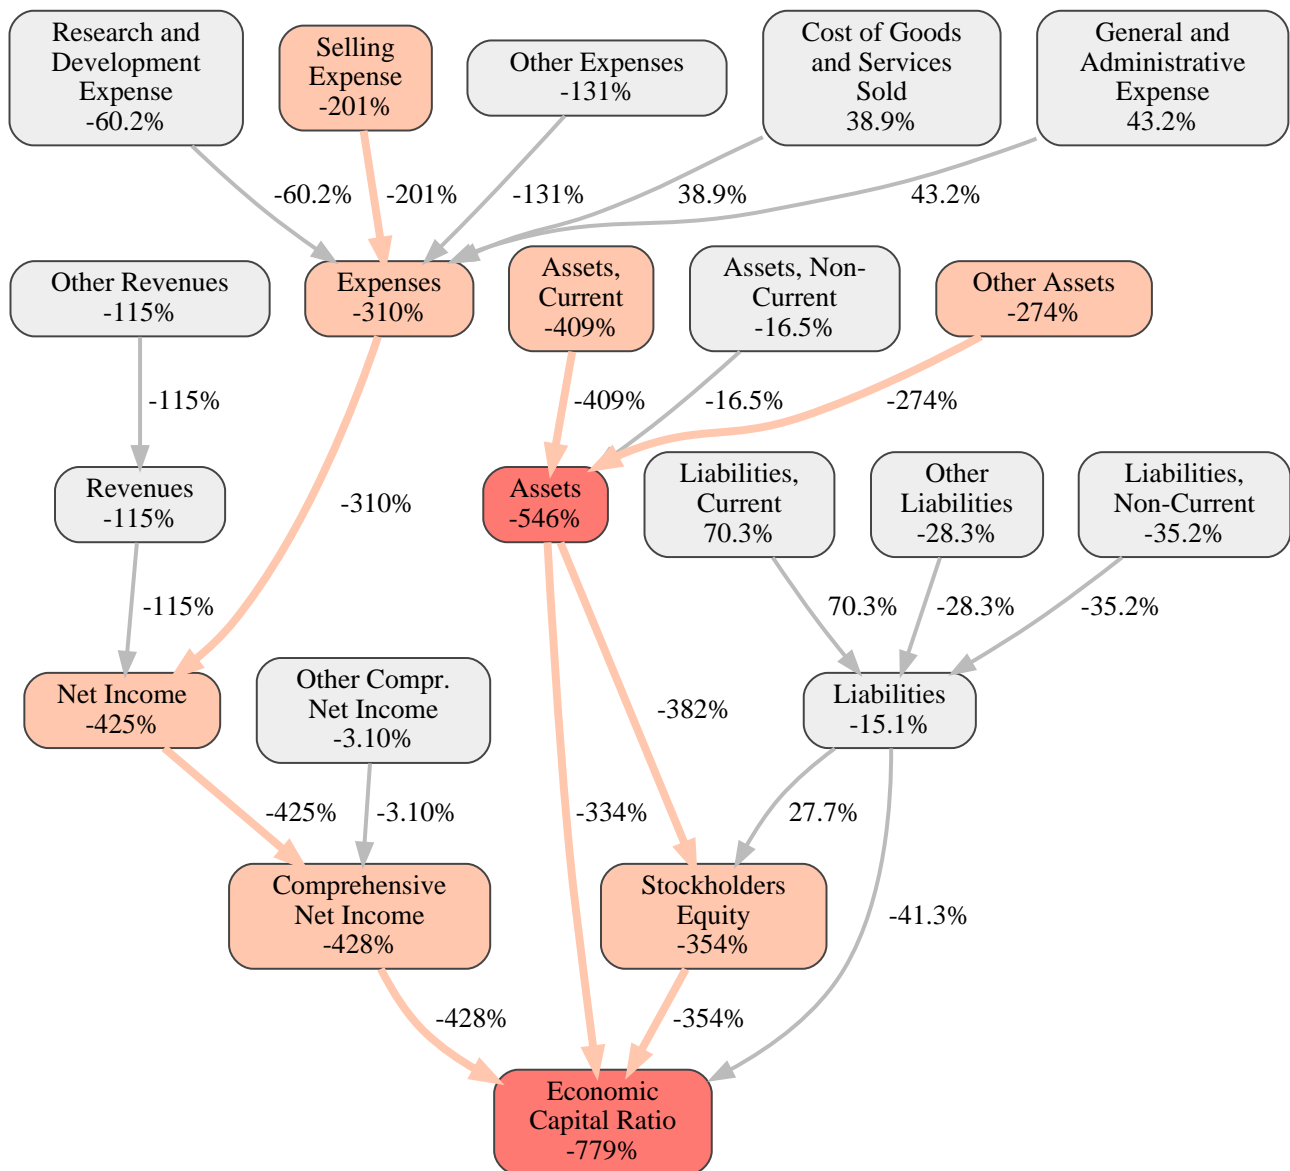 Research and
Development
Expense
-60.2%
Selling
Expense
-201%
Other Expenses
-131%
Cost of Goods
and Services
Sold
38.9%
General and
Administrative
Expense
43.2%
-60.2%
-201%
-131%
38.9%
43.2%
Other Revenues
-115%
Expenses
-310%
Assets,
Current
-409%
Assets, Non-
Current
-16.5%
Other Assets
-274%
-115%
-409%
-16.5%
-274%
Revenues
-115%
-310%
Assets
-546%
Liabilities,
Current
70.3%
Other
Liabilities
-28.3%
Liabilities,
Non-Current
-35.2%
-115%
70.3%
-28.3%
-35.2%
Net Income
-425%
Other Compr.
Net Income
-3.10%
-382%
Liabilities
-15.1%
-425%
-3.10%
-334%
27.7%
Comprehensive
Net Income
-428%
Stockholders
Equity
-354%
-41.3%
-428%
-354%
Economic
Capital Ratio
-779%